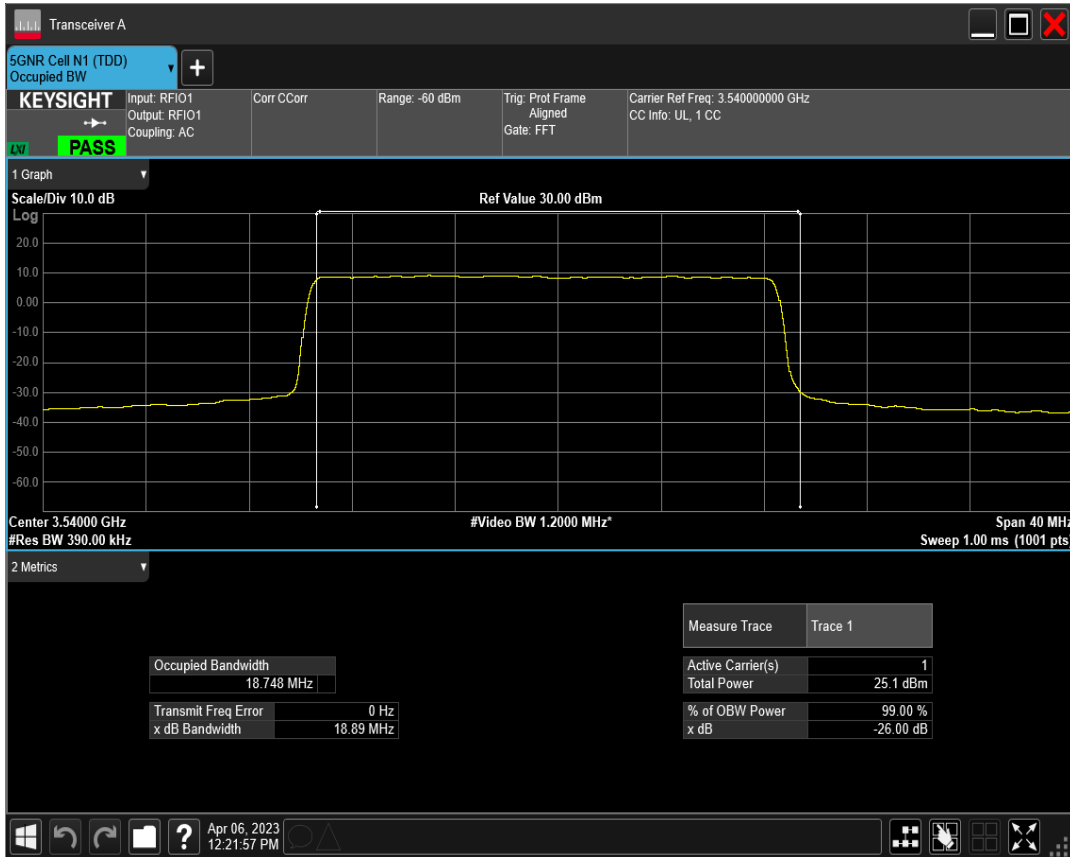 Transceiver A
5GNR Cell N1 (TDD)
Occupied BW
+
KEYSIGHT
LXI
PASS
Input: RFIO1
Output: RFIO1
Coupling: AC
Corr CCorr
Range: -60 dBm
Trig: Prot Frame
Aligned
Gate: FFT
Carrier Ref Freq: 3.540000000 GHz
CC Info: UL, 1 CC
1 Graph
Scale/Div 10.0 dB
Ref Value 30.00 dBm
Log
20.0
10.0
0.00
-10.0
-20.0
-30.0
-40.0
-50.0
-60.0
Center 3.54000 GHz
#Video BW 1.2000 MHz*
Span 40 MHz
#Res BW 390.00 kHz
Sweep 1.00 ms (1001 pts)
2 Metrics
Measure Trace Trace 1
Occupied Bandwidth
18.748 MHz
Active Carrier(s) 1
Total Power 25.1 dBm
Transmit Freq Error 0 Hz
x dB Bandwidth 18.89 MHz
% of OBW Power 99.00 %
x dB -26.00 dB
?
Apr 06, 2023
12:21:57 PM